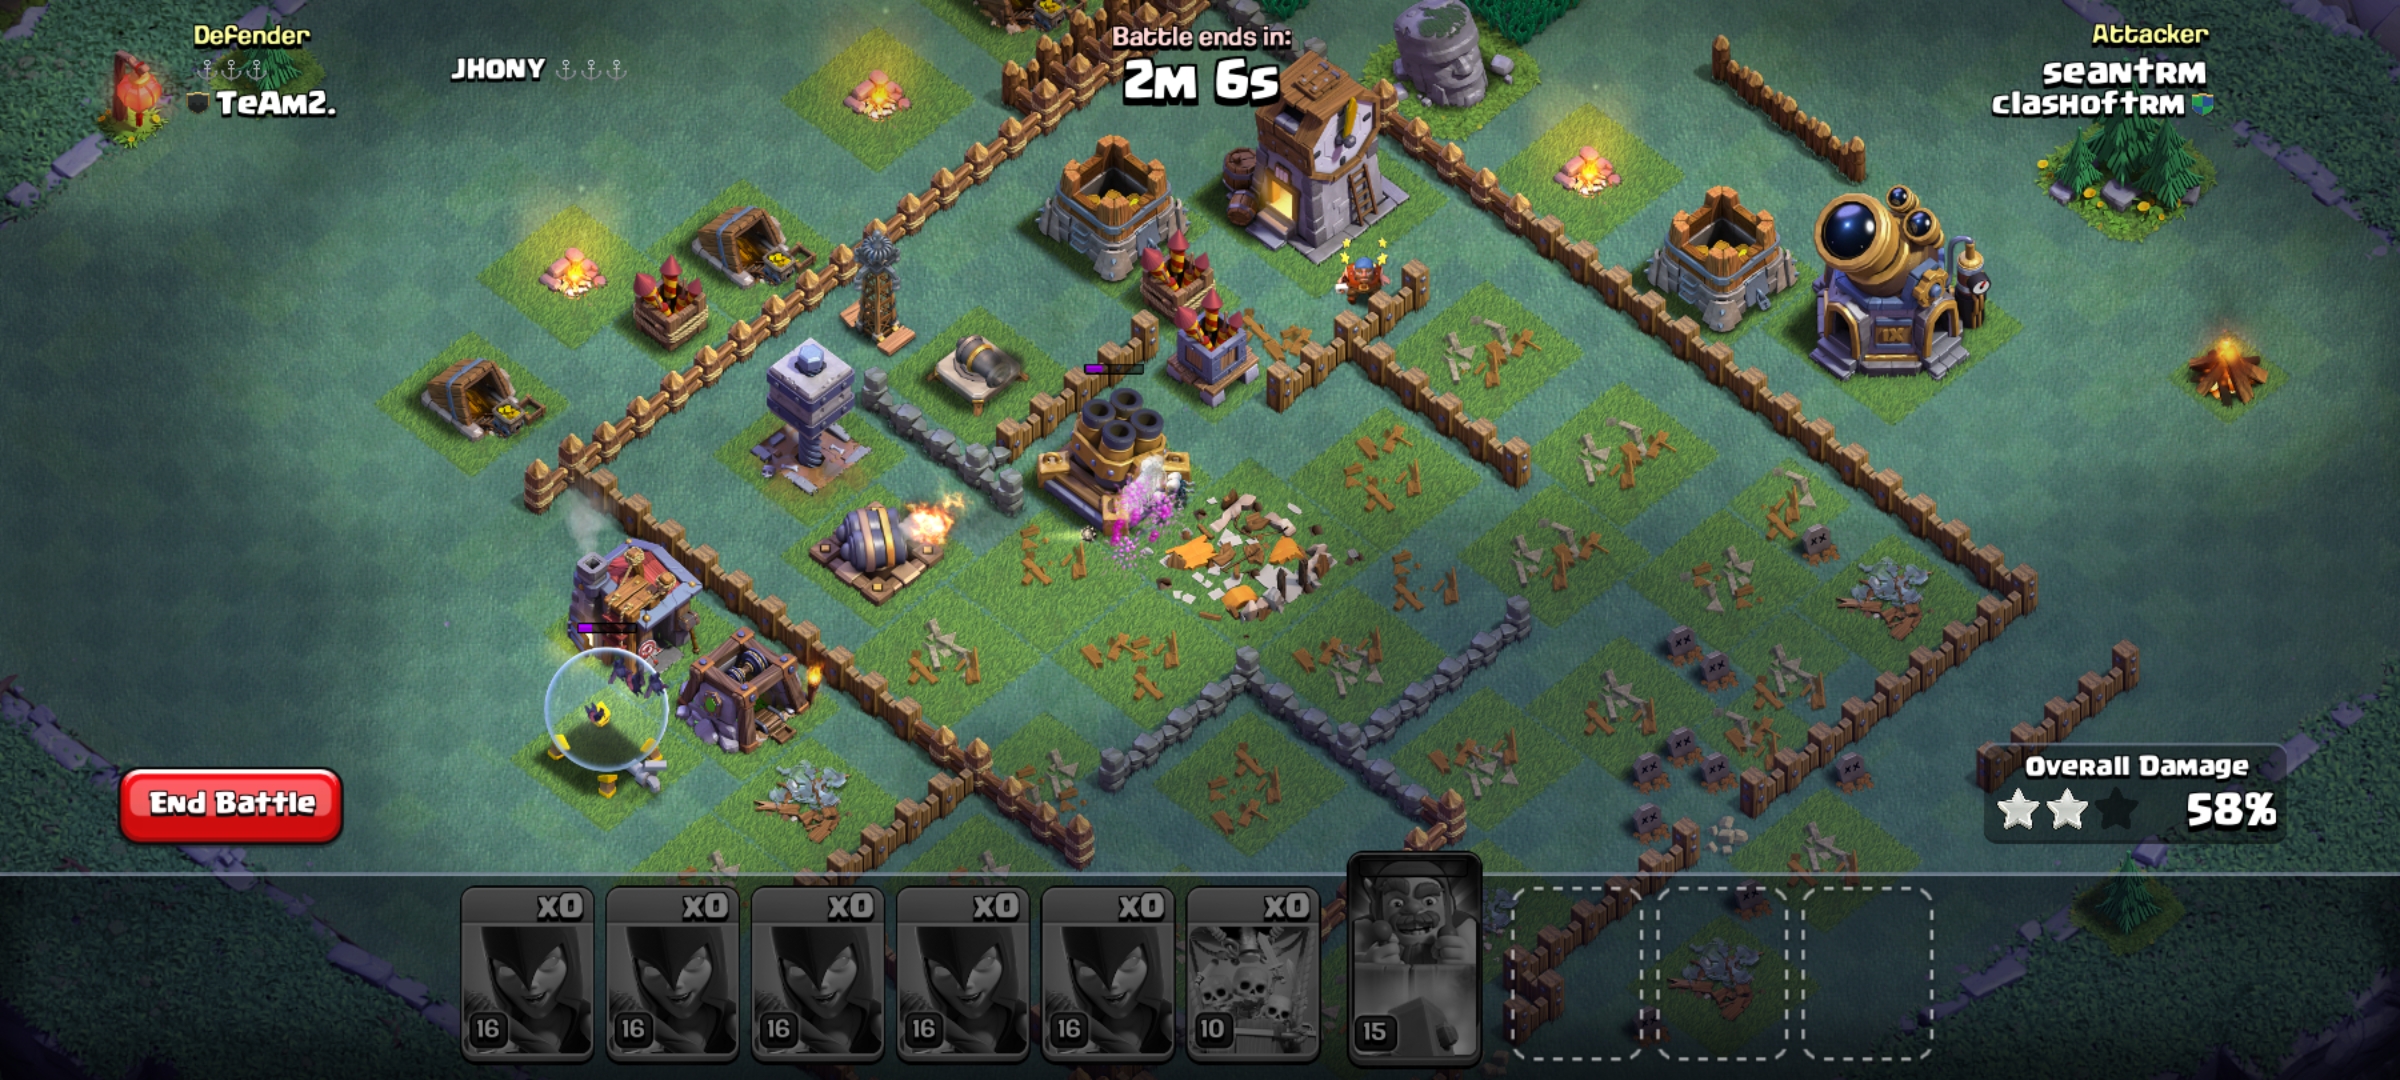 Defender
TeAm2.
JHONY
Battle ends in:
2M 6s
Attacker
seantRM
clashoftRM
IX
End Battle
Overall Damage
58%
x0
x0
x0
x0
x0
x0
16
16
16
16
16
10
15